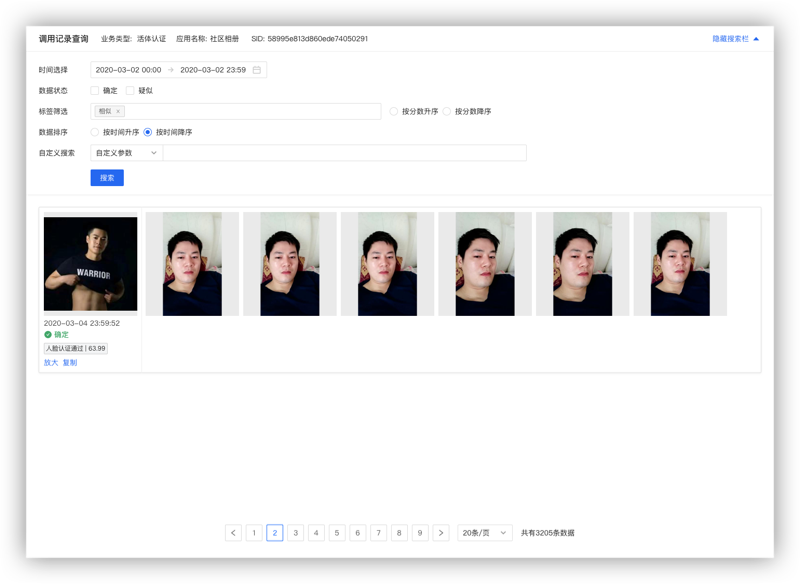 调用记录查询 业务类型: 活体认证 应用名称: 社区相册 SID: 58995e813d860ede74050291 隐藏搜索栏
时间选择 2020-03-02 00:00 → 2020-03-02 23:59
数据状态 确定 疑似
标签筛选 相似 × 按分数升序 按分数降序
数据排序 按时间升序 按时间降序
自定义搜索 自定义参数
搜索
WARRIOR
2020-03-04 23:59:52
确定
人脸认证通过 | 63.99
放大 复制
< 1 2 3 4 5 6 7 8 9 > 20条/页 共有3205条数据